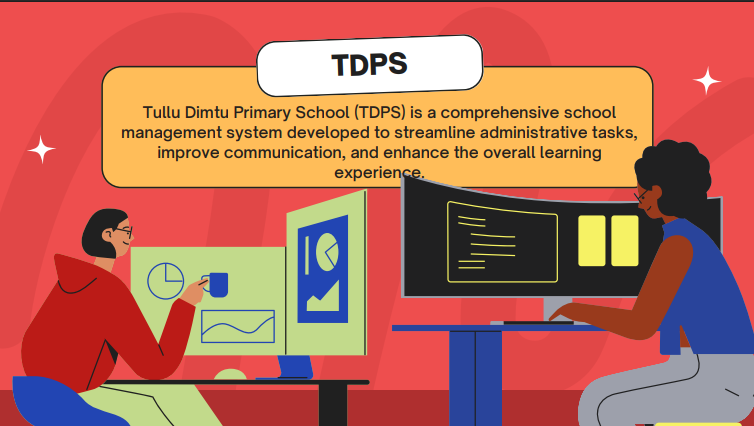 TDPS
Tullu Dimtu Primary School (TDPS) is a comprehensive school
management system developed to streamline administrative tasks,
improve communication, and enhance the overall learning
experience.